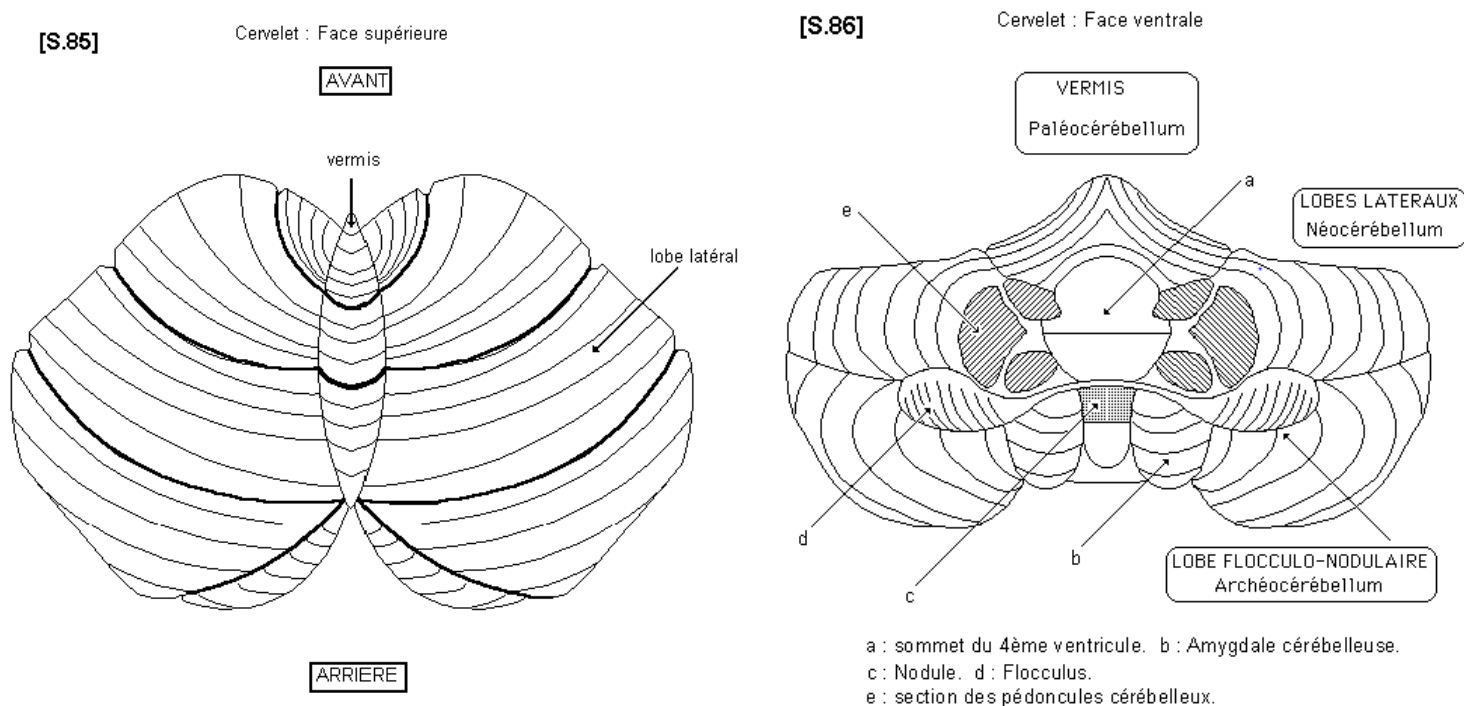 [S.85]
Cervelet : Face supérieure
AVANT
vermis
lobe latéral
ARRIERE
[S.86]
Cervelet : Face ventrale
VERMIS
Paléocérébellum
a
e
LOBES LATERAUX
Néocérébellum
d
b
c
LOBE FLOCCULO-NODULAIRE
Archéocérébellum
a : sommet du 4ème ventricule. b : Amygdale cérébelleuse.
c : Nodule. d : Flocculus.
e : section des pédoncules cérébelleux.